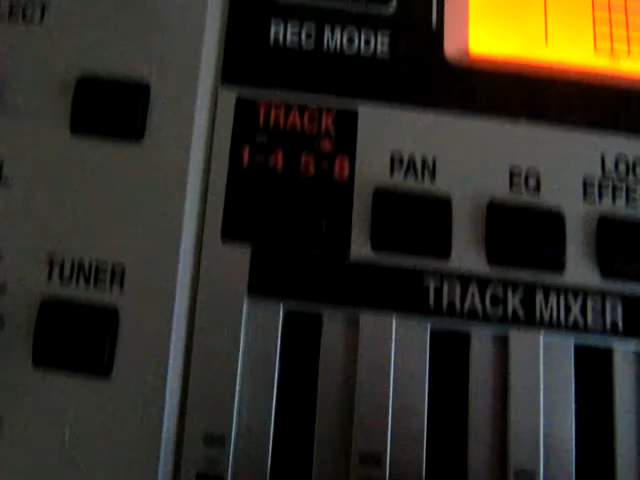 REC MODE
TRACK
1-4 5-8
PAN
EQ
TUNER
TRACK MIXER